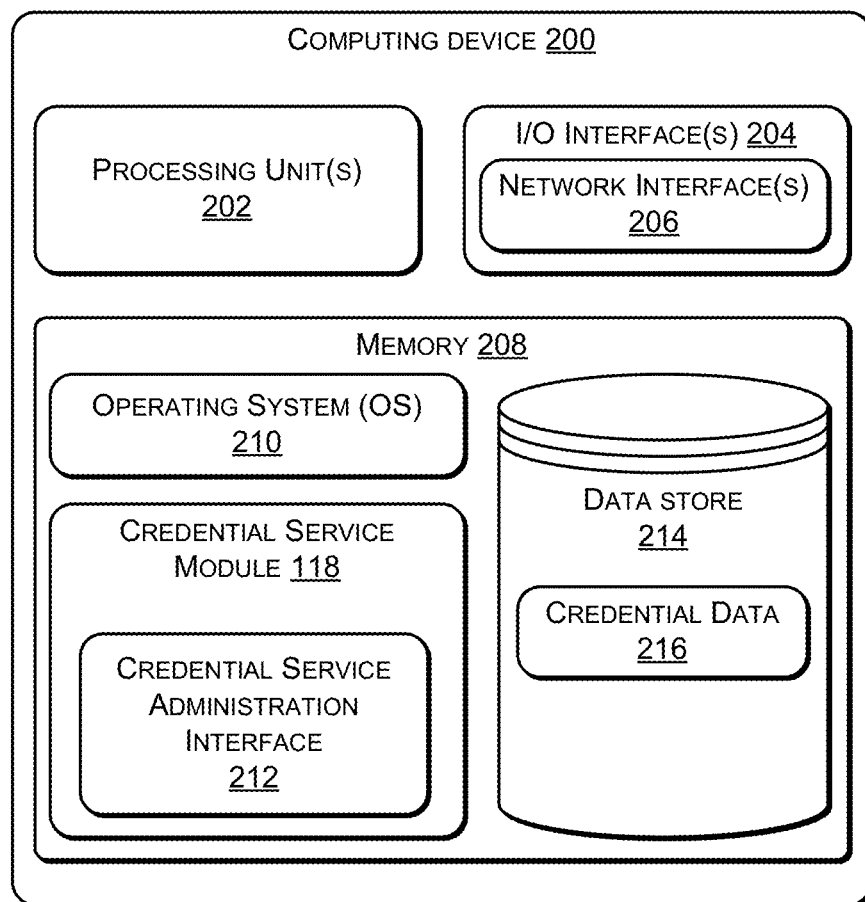 COMPUTING DEVICE 200
PROCESSING UNIT(S)
202
I/O INTERFACE(S) 204
NETWORK INTERFACE(S)
206
MEMORY 208
OPERATING SYSTEM (OS)
210
CREDENTIAL SERVICE
MODULE 118
CREDENTIAL SERVICE
ADMINISTRATION
INTERFACE
212
DATA STORE
214
CREDENTIAL DATA
216